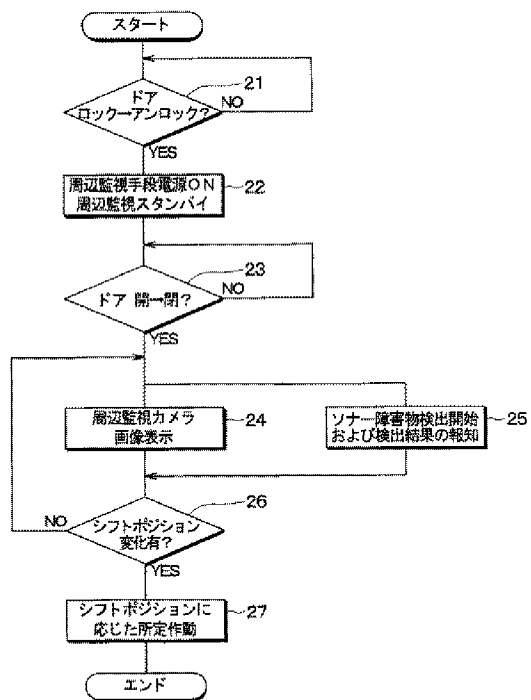 スタート
21
ドア
ロック→アンロック?
NO
YES
周辺監視手段電源ON
周辺監視スタンバイ
22
23
ドア 開→閉?
NO
YES
周辺監視カメラ
画像表示
24
ソナー障害物検出開始
および検出結果の報知
25
26
NO
シフトポジション
変化有?
YES
シフトポジションに
応じた所定作動
27
エンド